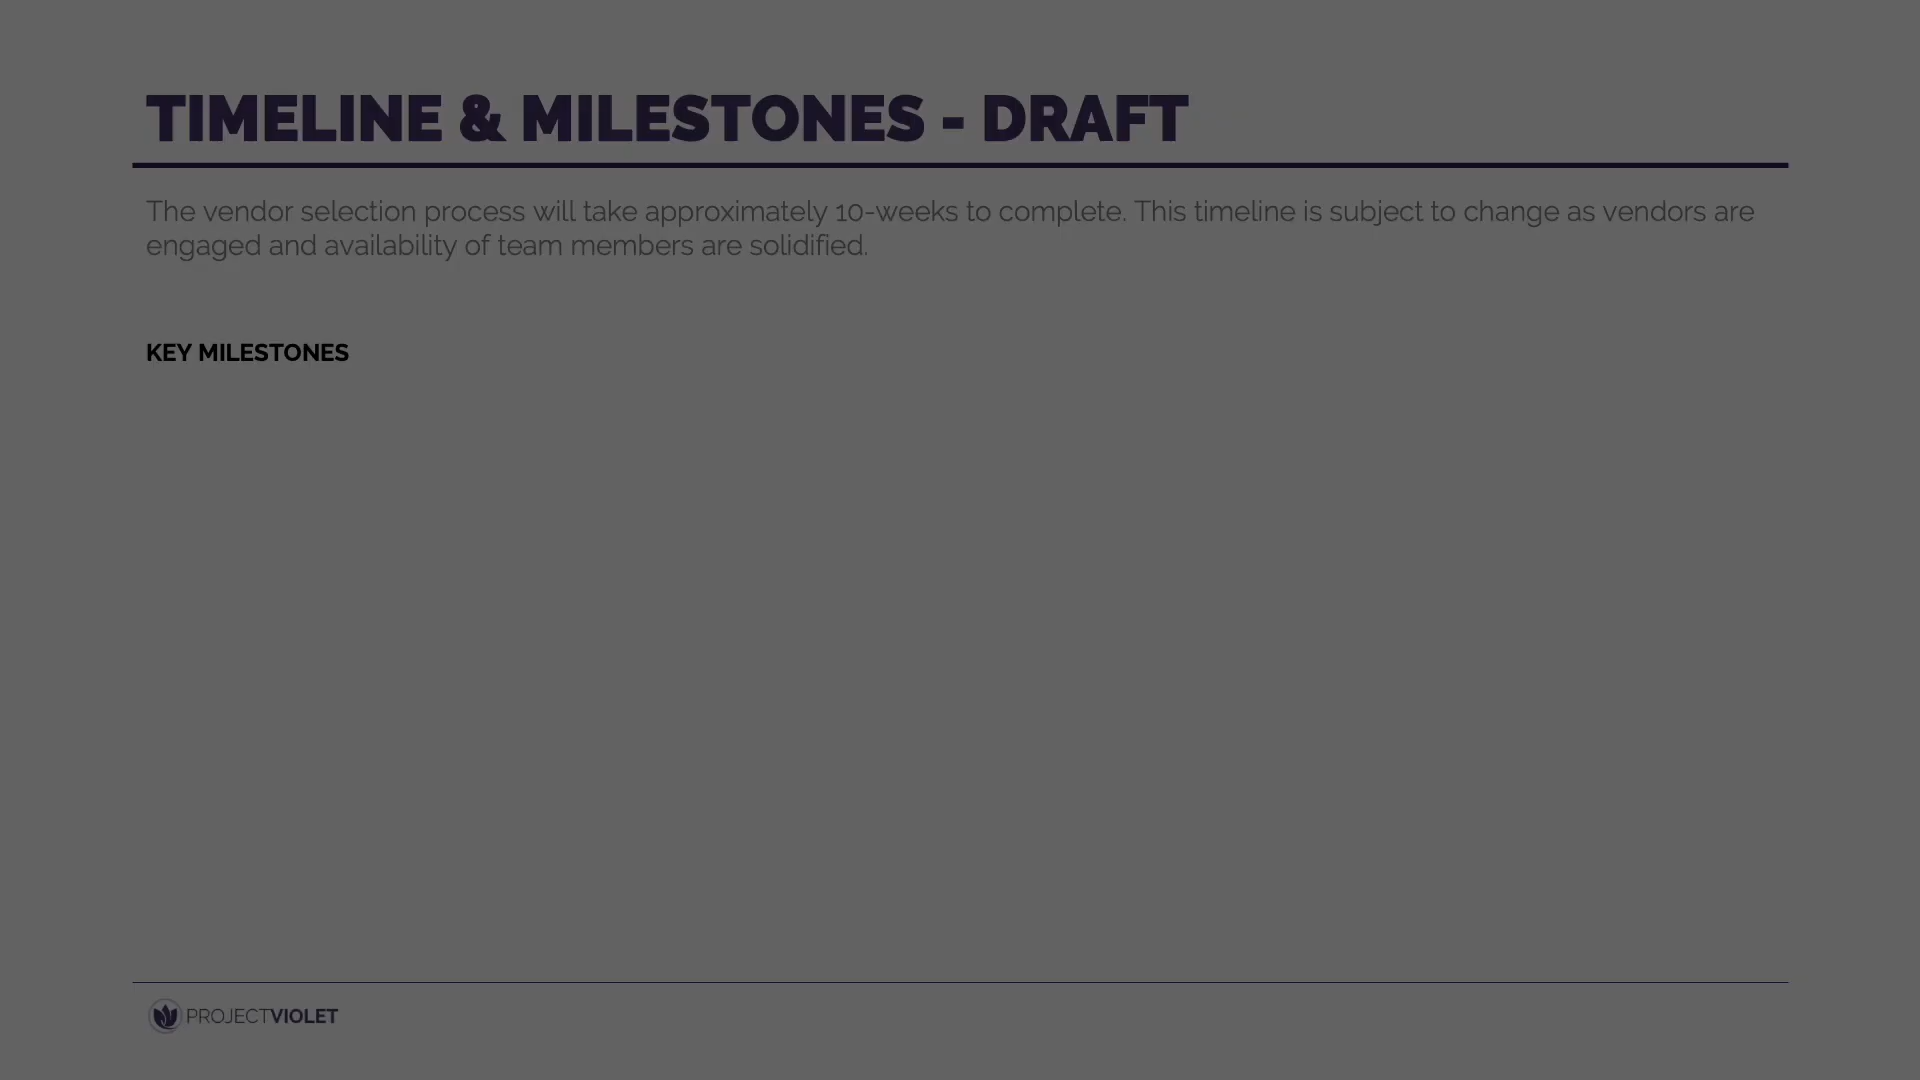 TIMELINE & MILESTONES - DRAFT
The vendor selection process will take approximately 10-weeks to complete. This timeline is subject to change as vendors are
engaged and availability of team members are solidified.
KEY MILESTONES
PROJECTVIOLET